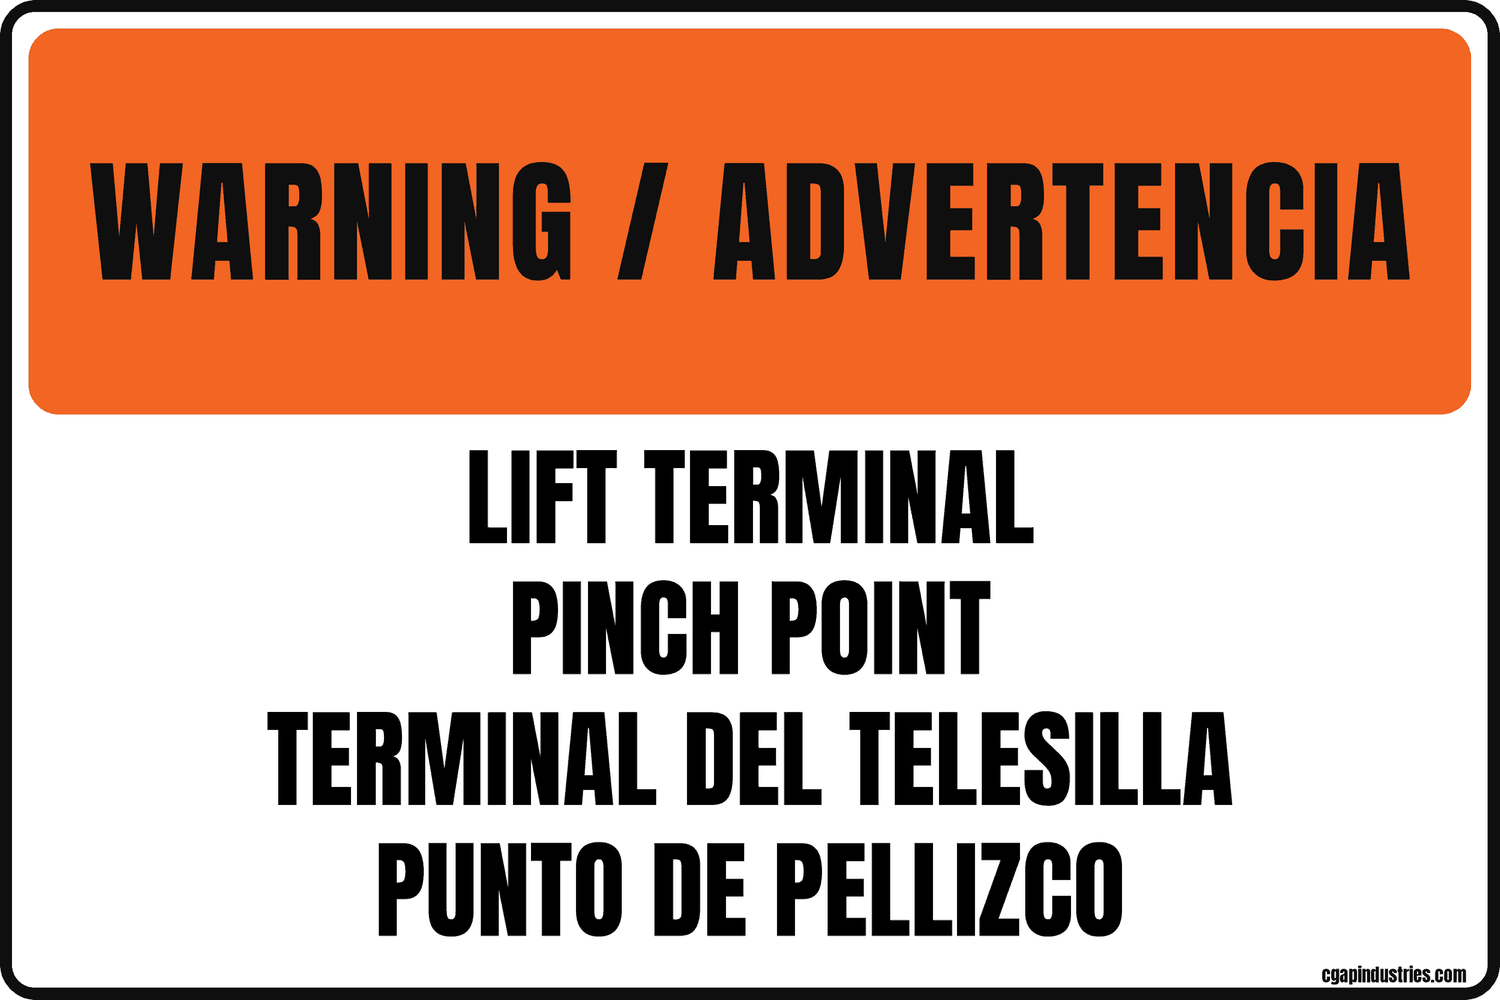 WARNING / ADVERTENCIA
LIFT TERMINAL
PINCH POINT
TERMINAL DEL TELESILLA
PUNTO DE PELLIZCO
cgapindustries.com